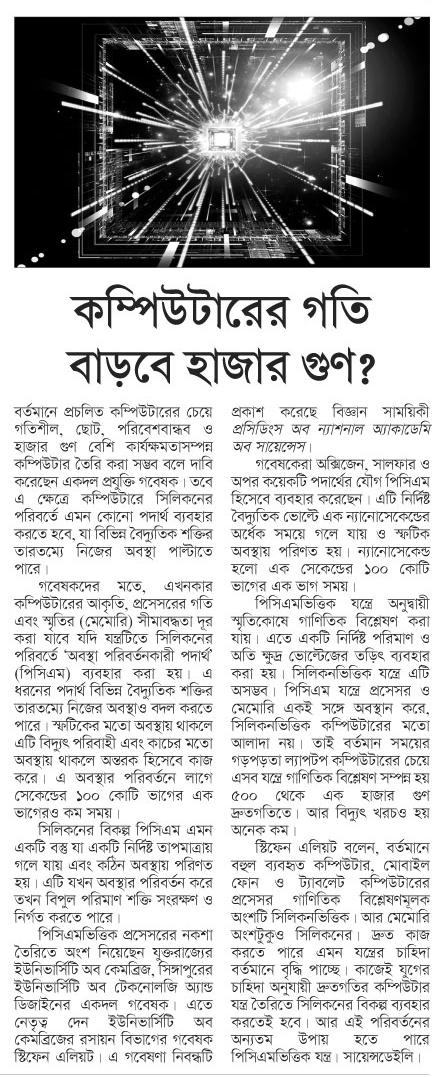 কম্পিউটারের গতি
বাড়বে হাজার গুণ?
বর্তমানে প্রচলিত কম্পিউটারের চেয়ে
গতিশীল, ছোট, পরিবেশবান্ধব ও
হাজার গুণ বেশি কার্যক্ষমতাসম্পন্ন
কম্পিউটার তৈরি করা সম্ভব বলে দাবি
করেছেন একদল প্রযুক্তি গবেষক। তবে
এ ক্ষেত্রে কম্পিউটারে সিলিকনের
পরিবর্তে এমন কোনো পদার্থ ব্যবহার
করতে হবে, যা বিভিন্ন বৈদ্যুতিক শক্তির
তারতম্যে নিজের অবস্থা পাল্টাতে
পারে।
গবেষকদের মতে, এখনকার
কম্পিউটারের আকৃতি, প্রসেসরের গতি
এবং স্মৃতির (মেমোরি) সীমাবদ্ধতা দূর
করা যাবে যদি যন্ত্রটিতে সিলিকনের
পরিবর্তে ‘অবস্থা পরিবর্তনকারী পদার্থ’
(পিসিএম) ব্যবহার করা হয়। এ
ধরনের পদার্থ বিভিন্ন বৈদ্যুতিক শক্তির
তারতম্যে নিজের অবস্থাও বদল করতে
পারে। স্ফটিকের মতো অবস্থায় থাকলে
এটি বিদ্যুৎ পরিবাহী এবং কাচের মতো
অবস্থায় থাকলে অন্তরক হিসেবে কাজ
করে। এ অবস্থার পরিবর্তনে লাগে
সেকেন্ডের ১০০ কোটি ভাগের এক
ভাগেরও কম সময়।
সিলিকনের বিকল্প পিসিএম এমন
একটি বস্তু যা একটি নির্দিষ্ট তাপমাত্রায়
গলে যায় এবং কঠিন অবস্থায় পরিণত
হয়। এটি যখন অবস্থার পরিবর্তন করে
তখন বিপুল পরিমাণ শক্তি সংরক্ষণ ও
নির্গত করতে পারে।
পিসিএমভিত্তিক প্রসেসরের নকশা
তৈরিতে অংশ নিয়েছেন যুক্তরাজ্যের
ইউনিভার্সিটি অব কেমব্রিজ, সিঙ্গাপুরের
ইউনিভার্সিটি অব টেকনোলজি অ্যান্ড
ডিজাইনের একদল গবেষক। এতে
নেতৃত্ব দেন ইউনিভার্সিটি অব
কেমব্রিজের রসায়ন বিভাগের গবেষক
স্টিফেন এলিয়ট। এ গবেষণা নিবন্ধটি
প্রকাশ করেছে বিজ্ঞান সাময়িকী
প্রসিডিংস অব ন্যাশনাল অ্যাকাডেমি
অব সায়েন্সেস।
গবেষকেরা অক্সিজেন, সালফার ও
অপর কয়েকটি পদার্থের যৌগ পিসিএম
হিসেবে ব্যবহার করেছেন। এটি নির্দিষ্ট
বৈদ্যুতিক ভোল্টে এক ন্যানোসেকেন্ডের
অর্ধেক সময়ে গলে যায় ও স্ফটিক
অবস্থায় পরিণত হয়। ন্যানোসেকেন্ড
হলো এক সেকেন্ডের ১০০ কোটি
ভাগের এক ভাগ সময়।
পিসিএমভিত্তিক যন্ত্রে অনুদ্বায়ী
স্মৃতিকোষে গাণিতিক বিশ্লেষণ করা
যায়। এতে একটি নির্দিষ্ট পরিমাণ ও
অতি ক্ষুদ্র ভোল্টেজের তড়িৎ ব্যবহার
করা হয়। সিলিকনভিত্তিক যন্ত্রে এটি
অসম্ভব। পিসিএম যন্ত্রে প্রসেসর ও
মেমোরি একই সঙ্গে অবস্থান করে,
সিলিকনভিত্তিক কম্পিউটারের মতো
আলাদা নয়। তাই বর্তমান সময়ের
গড়পড়তা ল্যাপটপ কম্পিউটারের চেয়ে
এসব যন্ত্রে গাণিতিক বিশ্লেষণ সম্পন্ন হয়
৫০০ থেকে এক হাজার গুণ
দ্রুতগতিতে। আর বিদ্যুৎ খরচও হয়
অনেক কম।
স্টিফেন এলিয়ট বলেন, বর্তমানে
বহুল ব্যবহৃত কম্পিউটার, মোবাইল
ফোন ও ট্যাবলেট কম্পিউটারের
প্রসেসর গাণিতিক বিশ্লেষণমূলক
অংশটি সিলিকনভিত্তিক। আর মেমোরি
অংশটুকুও সিলিকনের। দ্রুত কাজ
করতে পারে এমন যন্ত্রের চাহিদা
বর্তমানে বৃদ্ধি পাচ্ছে। কাজেই যুগের
চাহিদা অনুযায়ী দ্রুতগতির কম্পিউটার
যন্ত্র তৈরিতে সিলিকনের বিকল্প ব্যবহার
করতেই হবে। আর এই পরিবর্তনের
অন্যতম উপায় হতে পারে
পিসিএমভিত্তিক যন্ত্র। সায়েন্সডেইলি।